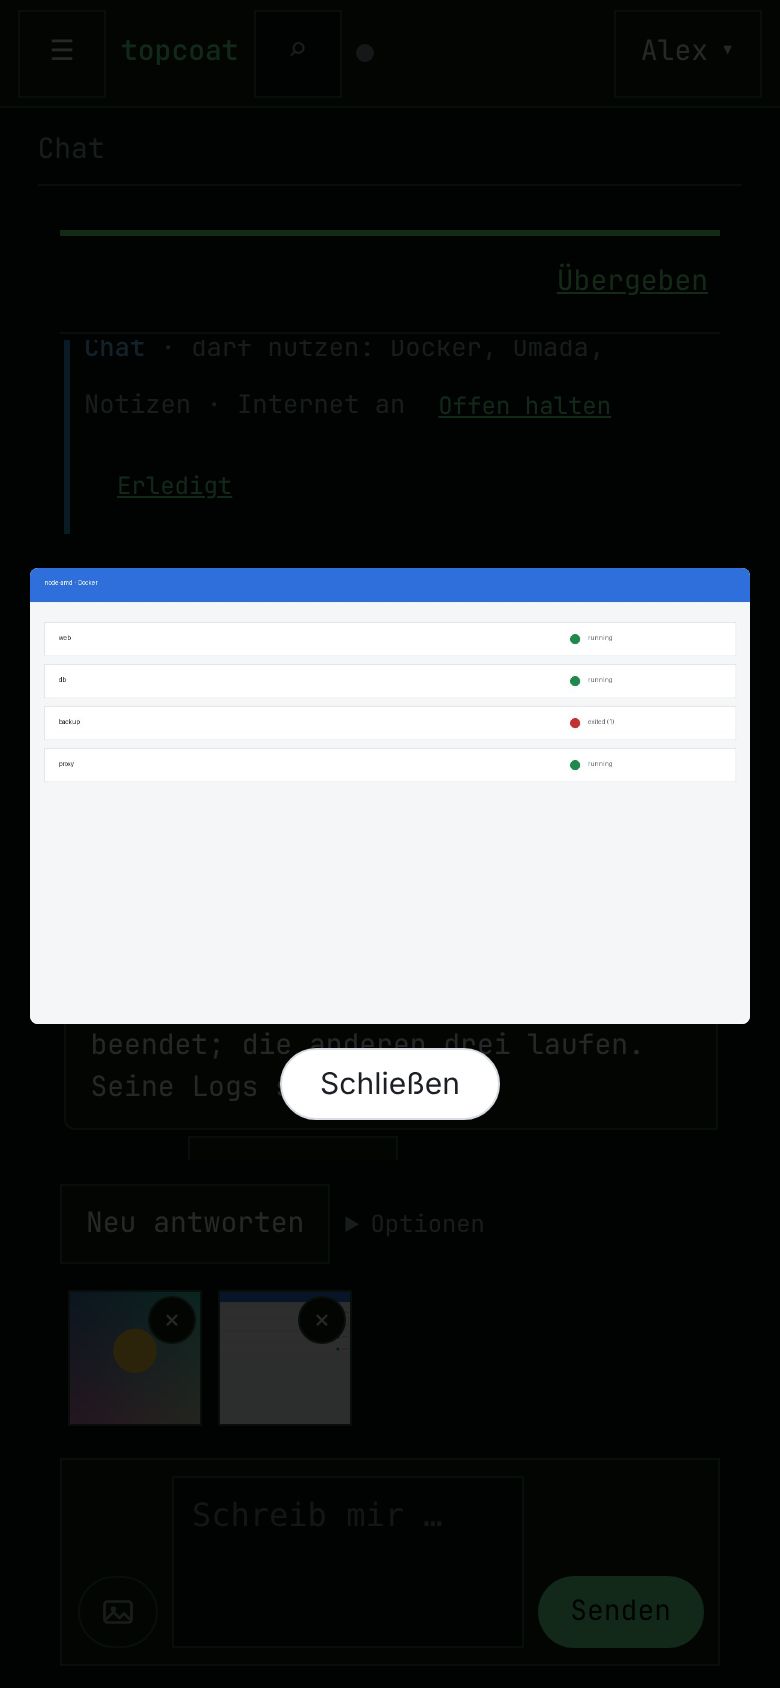 ☰ topcoat ⌕ Alex ▾
Chat
Übergeben
Chat · darf nutzen: Docker, Omada,
Notizen · Internet an Offen halten
Erledigt
node-amd · Docker
web running
db running
backup exited (1)
proxy running
beendet; die anderen drei laufen.
Seine Logs
Schließen
Neu antworten ▶ Optionen
✕ ✕
Schreib mir …
Senden